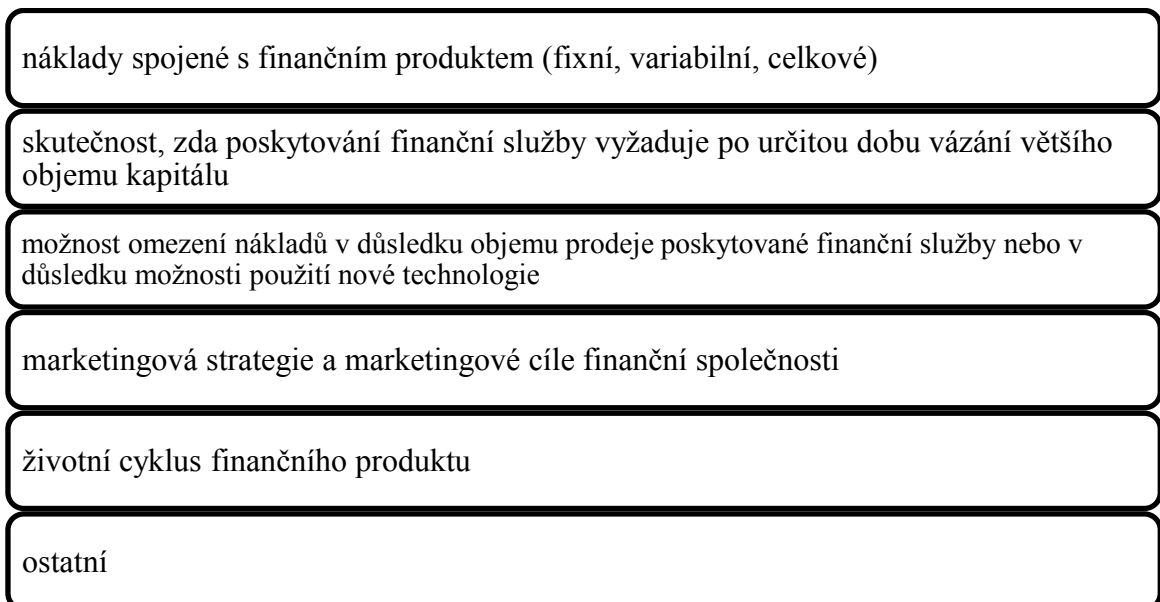 náklady spojené s finančním produktem (fixní, variabilní, celkové)
skutečnost, zda poskytování finanční služby vyžaduje po určitou dobu vázání většího
objemu kapitálu
možnost omezení nákladů v důsledku objemu prodeje poskytované finanční služby nebo v
důsledku možnosti použití nové technologie
marketingová strategie a marketingové cíle finanční společnosti
životní cyklus finančního produktu
ostatní